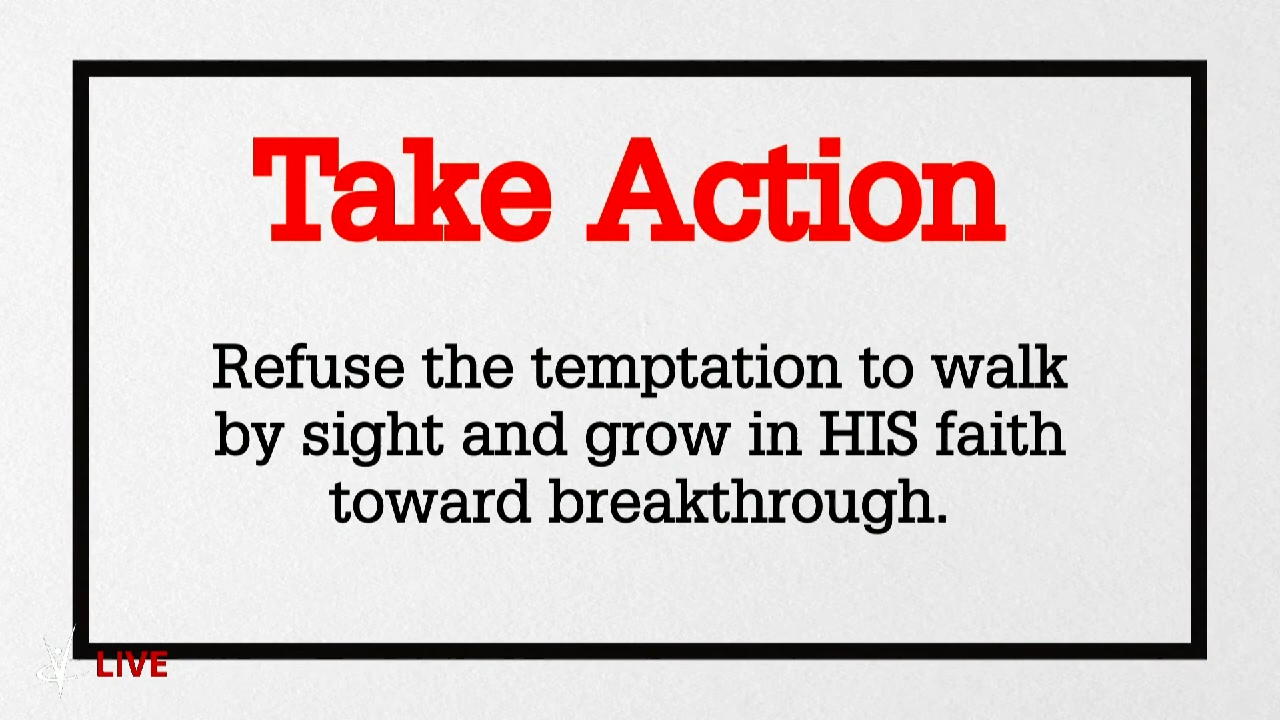 Take Action
Refuse the temptation to walk
by sight and grow in HIS faith
toward breakthrough.
LIVE